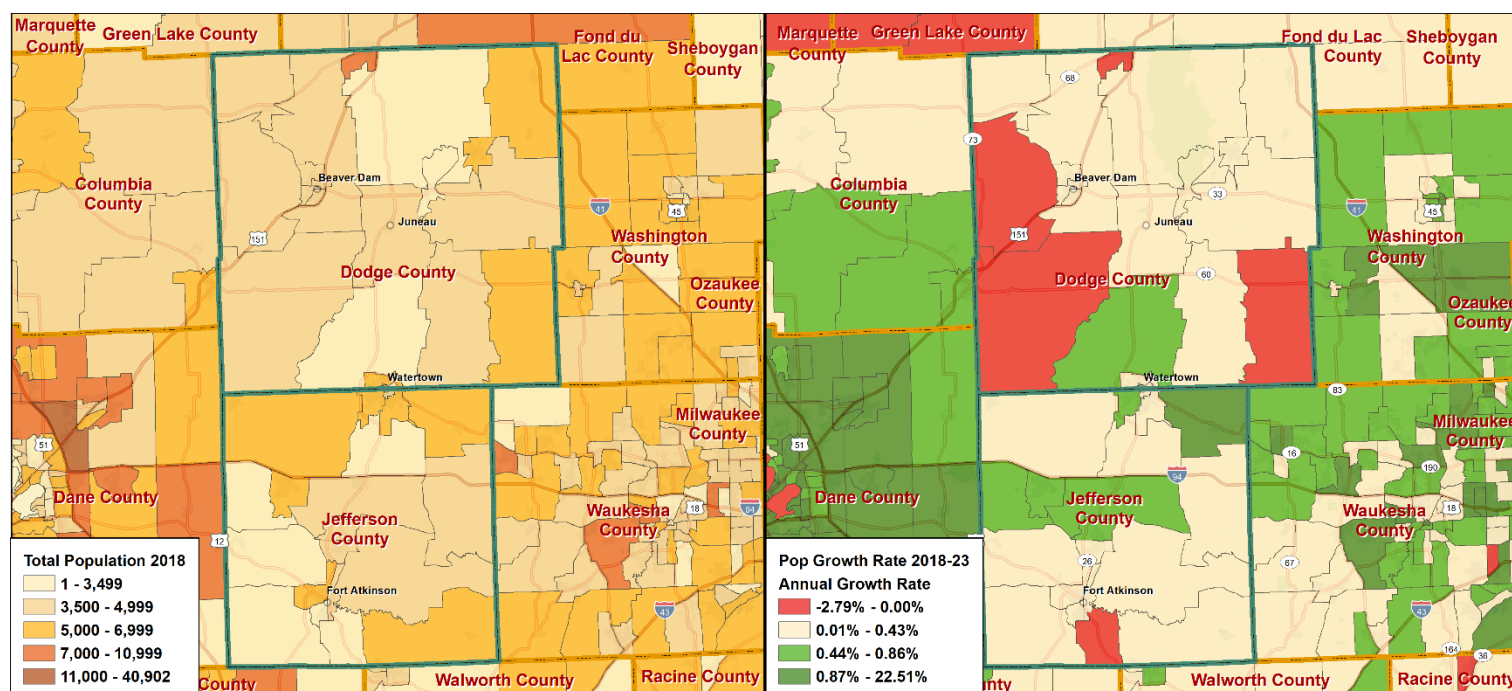 Marquette
County
Green Lake County
Fond du
Lac County
Sheboygan
County
Columbia
County
Beaver Dam
Juneau
41
45
151
Washington
County
Dodge County
Ozaukee
County
Watertown
Milwaukee
County
51
Dane County
Jefferson
County
Waukesha
County
18
94
12
Fort Atkinson
43
County
Walworth County
Racine County
Total Population 2018
1 - 3,499
3,500 - 4,999
5,000 - 6,999
7,000 - 10,999
11,000 - 40,902
Marquette
County
Green Lake County
Fond du
Lac County
Sheboygan
County
68
73
Columbia
County
Beaver Dam
33
Juneau
41
45
151
Washington
County
Dodge County
60
Ozaukee
County
Watertown
83
Milwaukee
County
51
16
190
94
Dane County
Jefferson
County
Waukesha
County
18
26
67
Fort Atkinson
43
164
36
County
Walworth County
Racine County
Pop Growth Rate 2018-23
Annual Growth Rate
-2.79% - 0.00%
0.01% - 0.43%
0.44% - 0.86%
0.87% - 22.51%